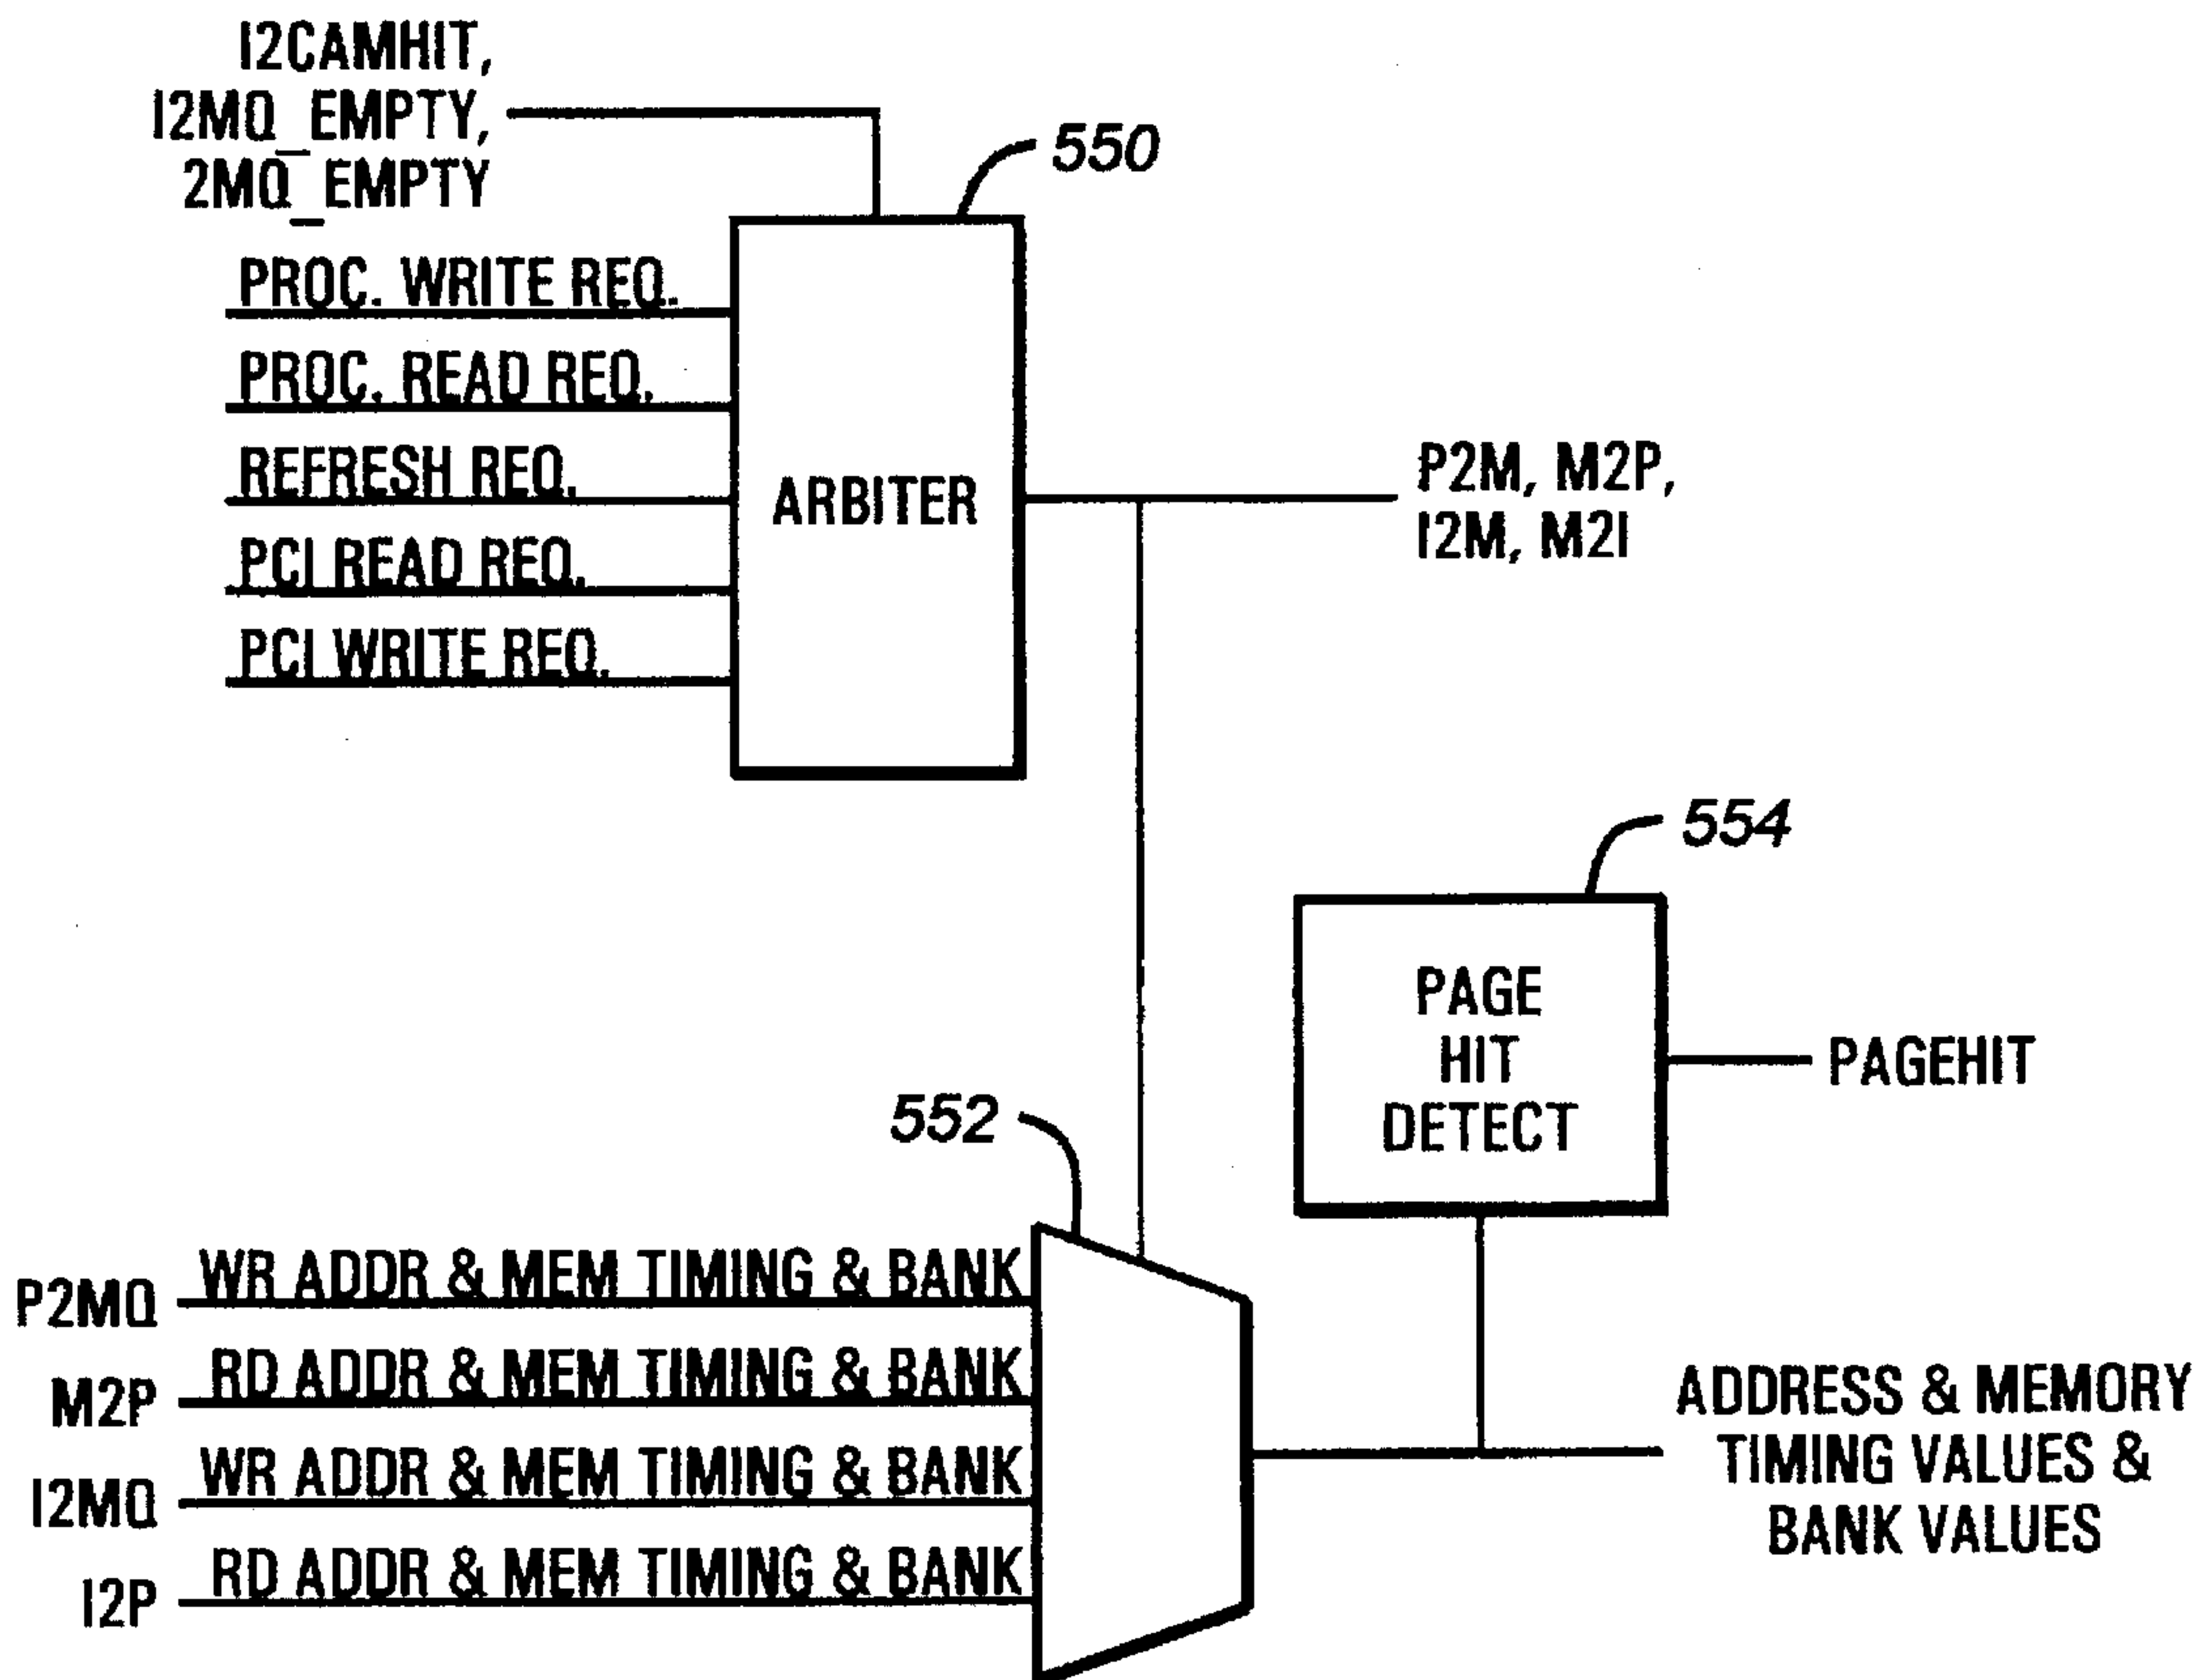 I2CAMHIT,
I2MQ_EMPTY,
2MQ_EMPTY
550
PROC. WRITE REQ.
PROC. READ REQ.
REFRESH REQ.
PCI READ REQ.
PCI WRITE REQ.
ARBITER
P2M, M2P,
I2M, M2I
554
PAGE
HIT
DETECT
PAGEHIT
552
P2MQ WR ADDR & MEM TIMING & BANK
M2P RD ADDR & MEM TIMING & BANK
I2MQ WR ADDR & MEM TIMING & BANK
I2P RD ADDR & MEM TIMING & BANK
ADDRESS & MEMORY
TIMING VALUES &
BANK VALUES